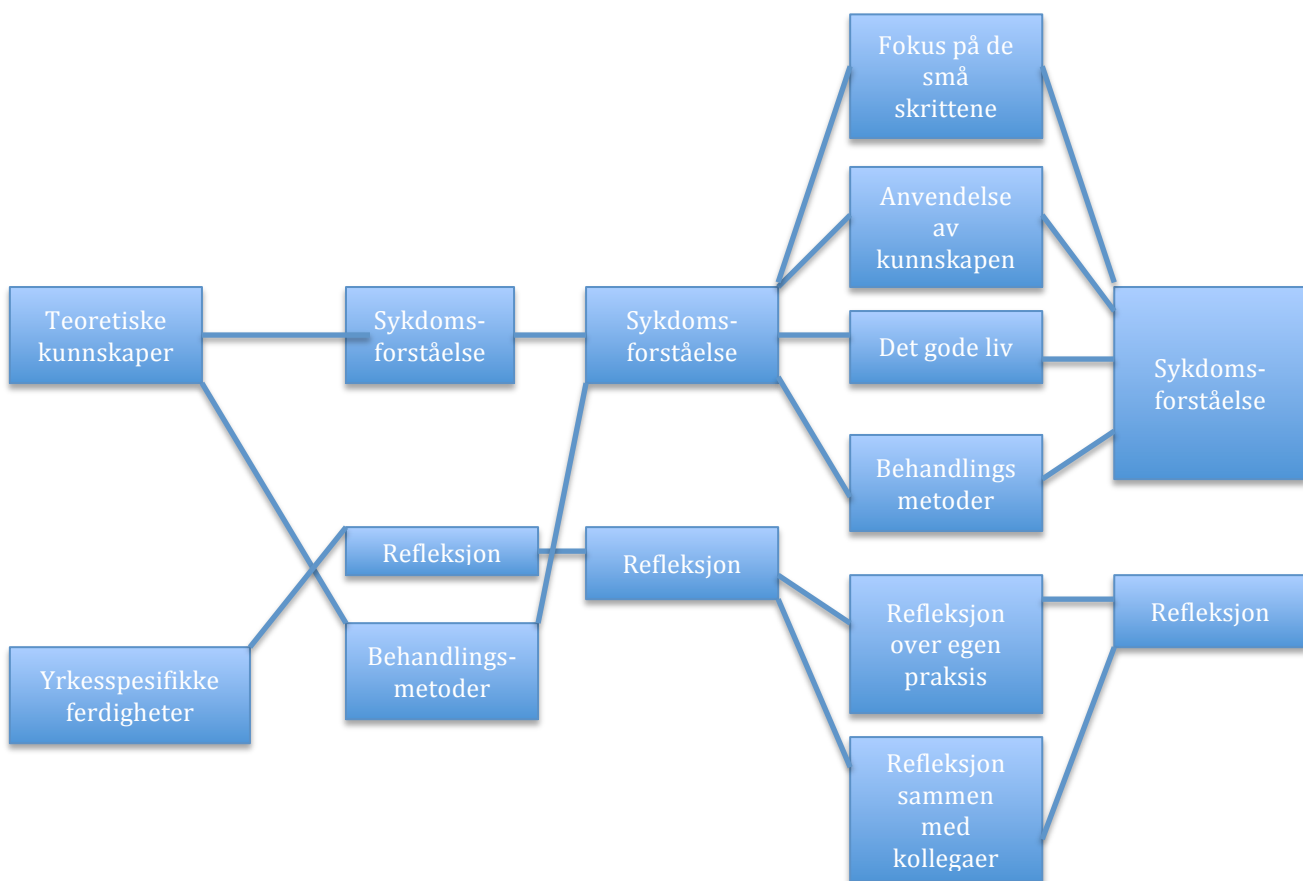 Teoretiske
kunnskaper
Yrkesspesifikke
ferdigheter
Sykdoms-
forståelse
Refleksjon
Behandlings-
metoder
Sykdoms-
forståelse
Refleksjon
Fokus på de
små
skrittene
Anvendelse
av
kunnskapen
Det gode liv
Behandlings
metoder
Refleksjon
over egen
praksis
Refleksjon
sammen
med
kollegaer
Sykdoms-
forståelse
Refleksjon